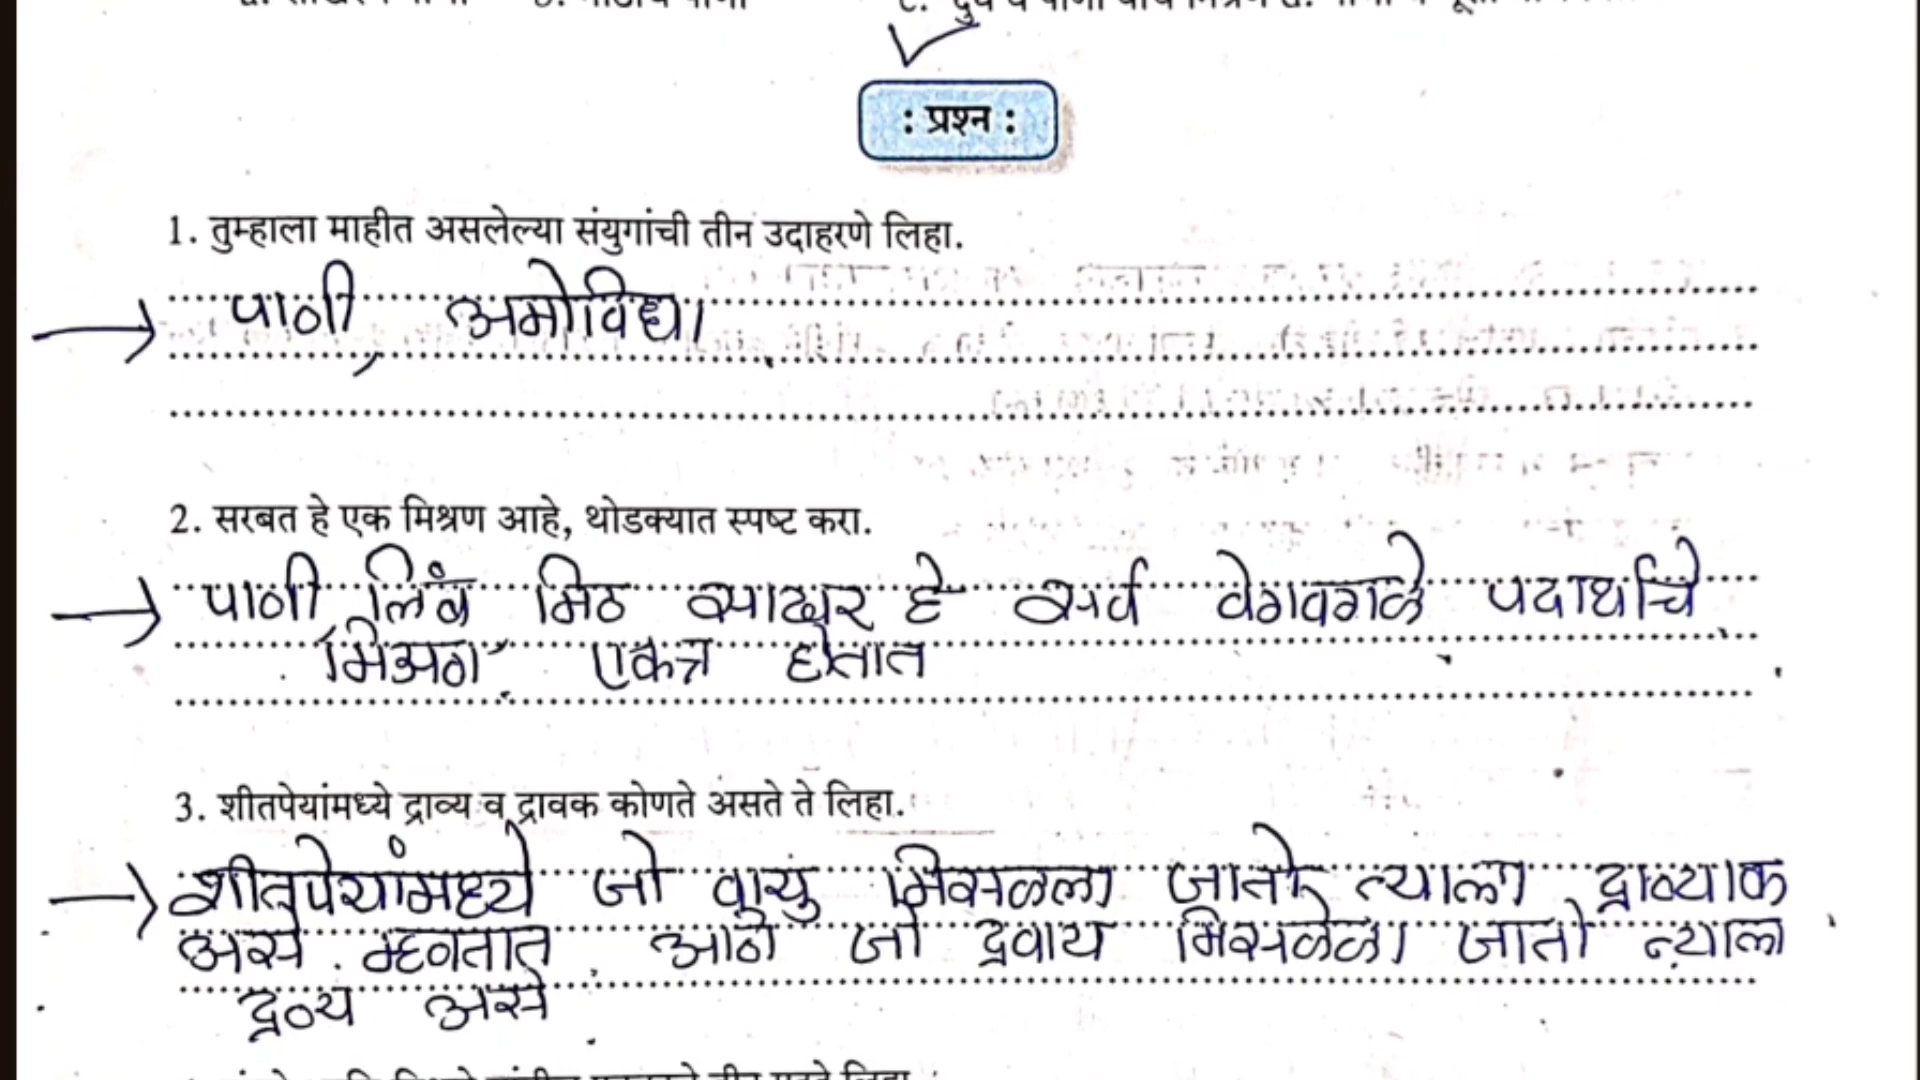 : प्रश्न :
1. तुम्हाला माहीत असलेल्या संयुगांची तीन उदाहरणे लिहा.
पाणी, अमोविद्या
2. सरबत हे एक मिश्रण आहे, थोडक्यात स्पष्ट करा.
पाणी लिंब मिठ साखर हे सर्व वेगवगळे पदार्थाचे
मिश्रण एकत्र होतात
3. शीतपेयांमध्ये द्राव्य व द्रावक कोणते असते ते लिहा.
शीतपेयांमध्ये जो वायु मिसळला जातो त्याला द्राव्याक
असे म्हणतात आणि जो द्रवाय मिसळेला जातो त्याला
द्रव्य असे